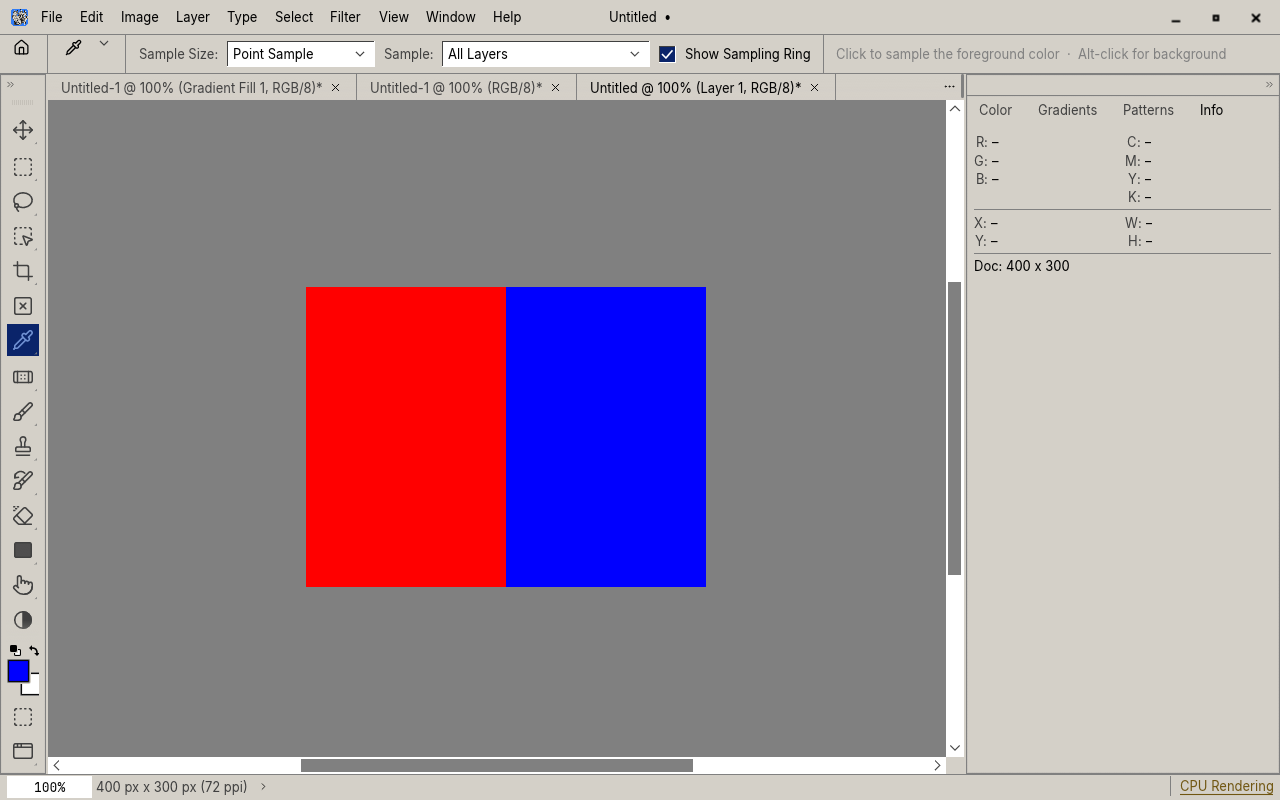 File Edit Image Layer Type Select Filter View Window Help Untitled •
Sample Size: Point Sample Sample: All Layers Show Sampling Ring Click to sample the foreground color · Alt-click for background
Untitled-1 @ 100% (Gradient Fill 1, RGB/8)* Untitled-1 @ 100% (RGB/8)* Untitled @ 100% (Layer 1, RGB/8)*
Color Gradients Patterns Info
R: – C: –
G: – M: –
B: – Y: –
K: –
X: – W: –
Y: – H: –
Doc: 400 x 300
100% 400 px x 300 px (72 ppi) CPU Rendering